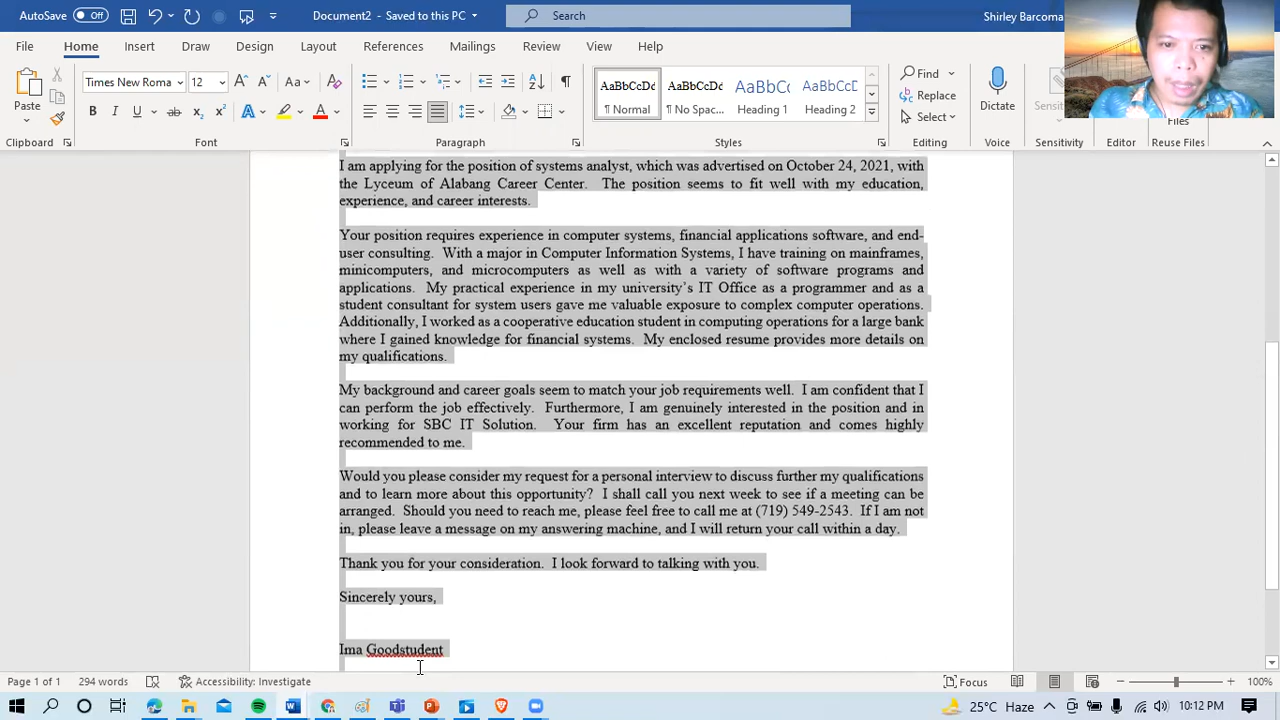 AutoSave Off Document2 - Saved to this PC Search Shirley Barcoma
File Home Insert Draw Design Layout References Mailings Review View Help
Paste Times New Roma 12 Aa AaBbCcDd AaBbCcDd AaBbCc AaBbCcD Find Dictate
B I U ab x₂ x² A A ¶ Normal ¶ No Spac... Heading 1 Heading 2 Replace
Select Files
Clipboard Font Paragraph Styles Editing Voice Sensitivity Editor Reuse Files
I am applying for the position of systems analyst, which was advertised on October 24, 2021, with
the Lyceum of Alabang Career Center. The position seems to fit well with my education,
experience, and career interests.
Your position requires experience in computer systems, financial applications software, and end-
user consulting. With a major in Computer Information Systems, I have training on mainframes,
minicomputers, and microcomputers as well as with a variety of software programs and
applications. My practical experience in my university's IT Office as a programmer and as a
student consultant for system users gave me valuable exposure to complex computer operations.
Additionally, I worked as a cooperative education student in computing operations for a large bank
where I gained knowledge for financial systems. My enclosed resume provides more details on
my qualifications.
My background and career goals seem to match your job requirements well. I am confident that I
can perform the job effectively. Furthermore, I am genuinely interested in the position and in
working for SBC IT Solution. Your firm has an excellent reputation and comes highly
recommended to me.
Would you please consider my request for a personal interview to discuss further my qualifications
and to learn more about this opportunity? I shall call you next week to see if a meeting can be
arranged. Should you need to reach me, please feel free to call me at (719) 549-2543. If I am not
in, please leave a message on my answering machine, and I will return your call within a day.
Thank you for your consideration. I look forward to talking with you.
Sincerely yours,
Ima Goodstudent
Page 1 of 1 294 words Accessibility: Investigate Focus 100%
25°C Haze 10:12 PM